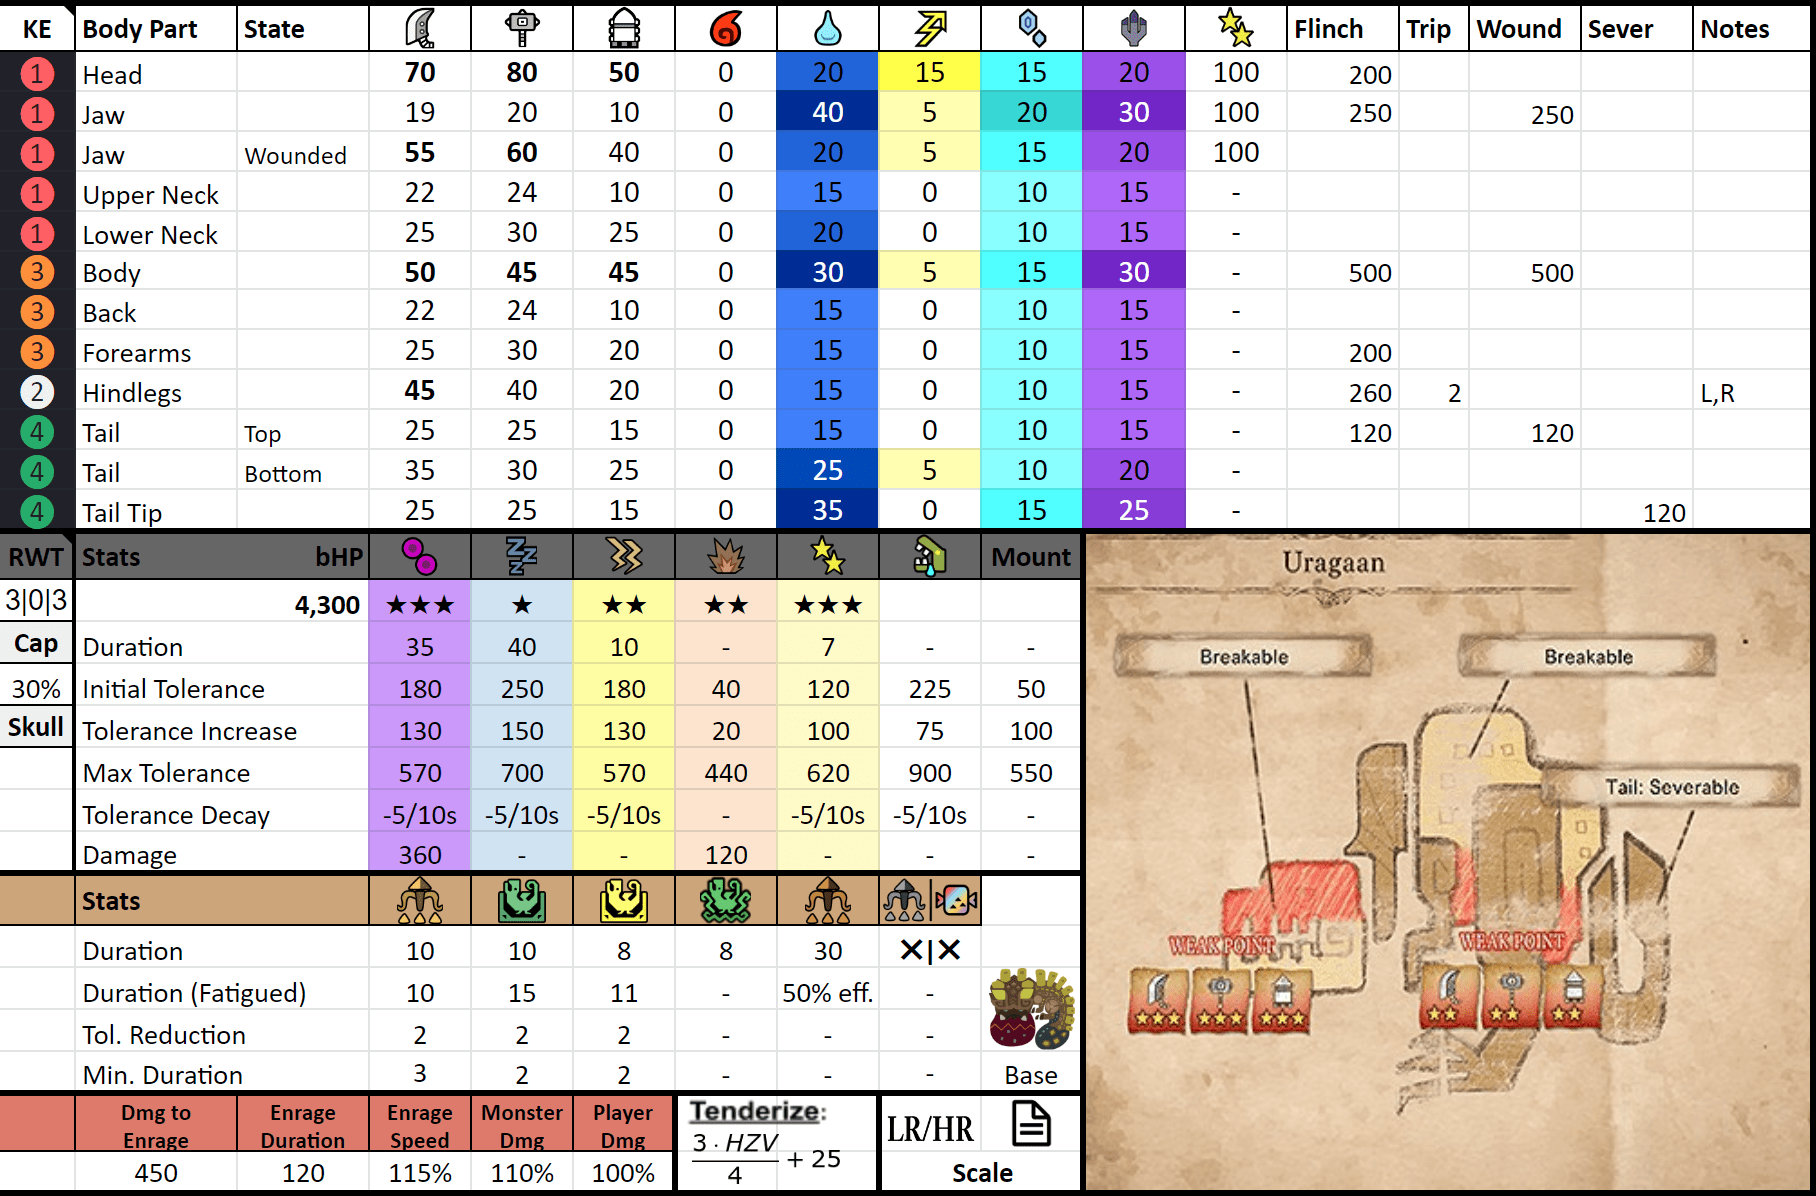 KE Body Part State Flinch Trip Wound Sever Notes
1 Head 70 80 50 0 20 15 15 20 100 200
1 Jaw 19 20 10 0 40 5 20 30 100 250 250
1 Jaw Wounded 55 60 40 0 20 5 15 20 100
1 Upper Neck 22 24 10 0 15 0 10 15 -
1 Lower Neck 25 30 25 0 20 0 10 15 -
3 Body 50 45 45 0 30 5 15 30 - 500 500
3 Back 22 24 10 0 15 0 10 15 -
3 Forearms 25 30 20 0 15 0 10 15 - 200
2 Hindlegs 45 40 20 0 15 0 10 15 - 260 2 L,R
4 Tail Top 25 25 15 0 15 0 10 15 - 120 120
4 Tail Bottom 35 30 25 0 25 5 10 20 -
4 Tail Tip 25 25 15 0 35 0 15 25 - 120
RWT Stats bHP Mount
3|0|3 4,300 ★★★ ★ ★★ ★★ ★★★
Cap Duration 35 40 10 - 7 - -
30% Initial Tolerance 180 250 180 40 120 225 50
Skull Tolerance Increase 130 150 130 20 100 75 100
Max Tolerance 570 700 570 440 620 900 550
Tolerance Decay -5/10s -5/10s -5/10s - -5/10s -5/10s -
Damage 360 - - 120 - - -
Stats
Duration 10 10 8 8 30 ✕|✕
Duration (Fatigued) 10 15 11 - 50% eff. -
Tol. Reduction 2 2 2 - - -
Min. Duration 3 2 2 - - - Base
Dmg to Enrage Enrage Duration Enrage Speed Monster Dmg Player Dmg
450 120 115% 110% 100%
Tenderize:
3 · HZV
4
+ 25
LR/HR
Scale
Uragaan
Breakable
Breakable
Tail: Severable
WEAK POINT
WEAK POINT